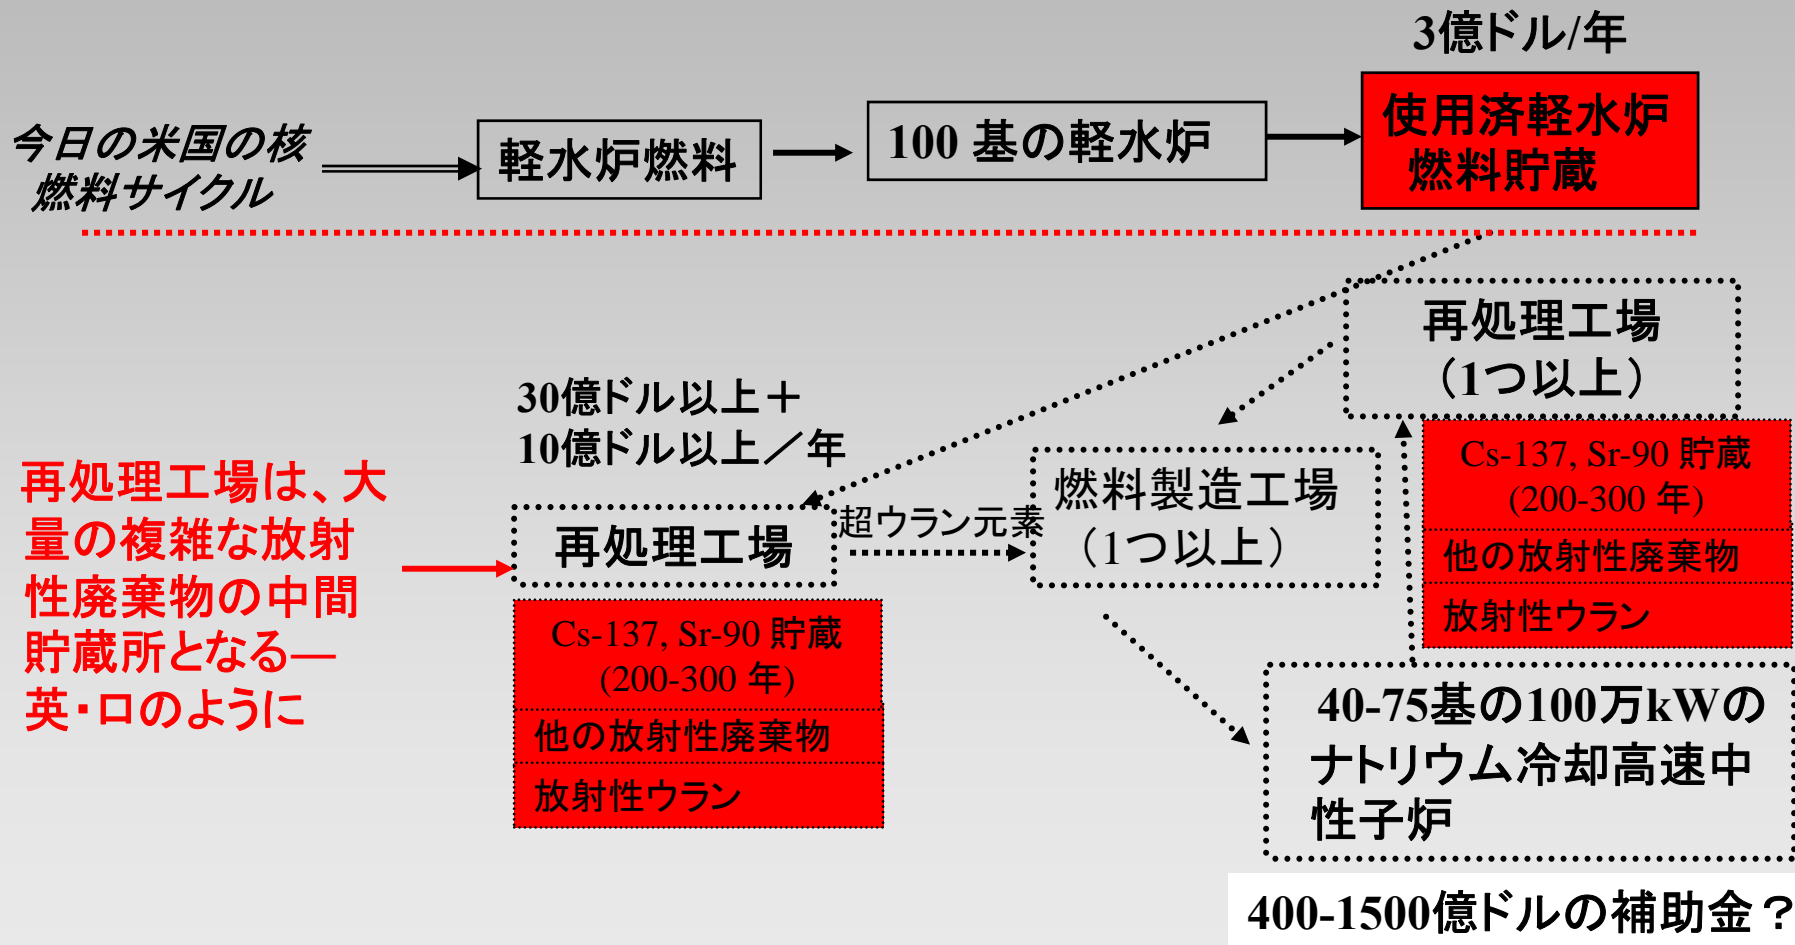 3億ドル/年
今日の米国の核
燃料サイクル
軽水炉燃料
100 基の軽水炉
使用済軽水炉
燃料貯蔵
再処理工場
（1つ以上）
30億ドル以上＋
10億ドル以上／年
再処理工場は、大
量の複雑な放射
性廃棄物の中間
貯蔵所となる―
英・ロのように
再処理工場
超ウラン元素
燃料製造工場
（1つ以上）
Cs-137, Sr-90 貯蔵
(200-300 年)
他の放射性廃棄物
放射性ウラン
Cs-137, Sr-90 貯蔵
(200-300 年)
他の放射性廃棄物
放射性ウラン
40-75基の100万kWの
ナトリウム冷却高速中
性子炉
400-1500億ドルの補助金？